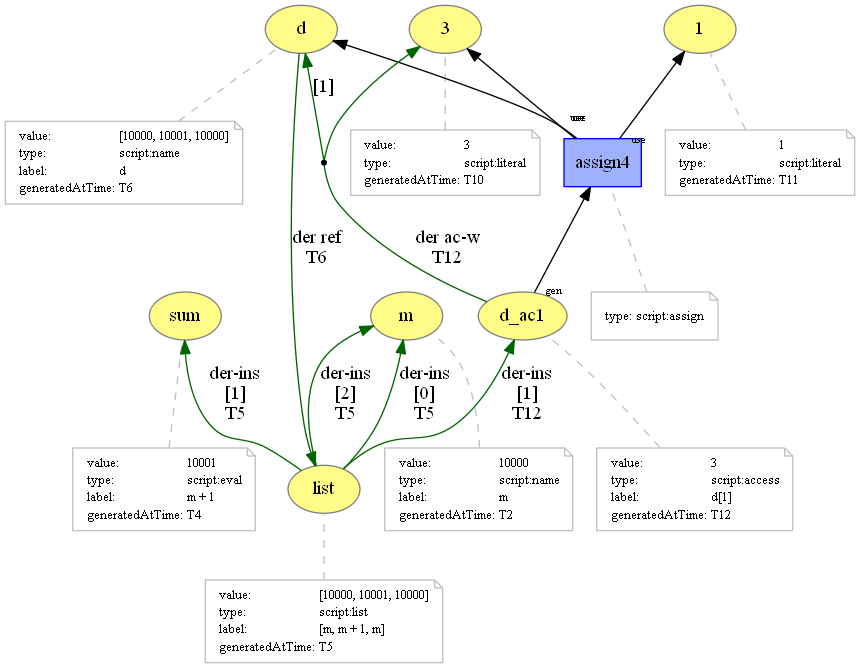 d
3
1
[1]
use
use
value: [10000, 10001, 10000]
type: script:name
label: d
generatedAtTime: T6
value: 3
type: script:literal
generatedAtTime: T10
assign4
value: 1
type: script:literal
generatedAtTime: T11
der ref
T6
der ac-w
T12
gen
sum
m
d_ac1
type: script:assign
der-ins
[1]
T5
der-ins
[2]
T5
der-ins
[0]
T5
der-ins
[1]
T12
value: 10001
type: script:eval
label: m + 1
generatedAtTime: T4
list
value: 10000
type: script:name
label: m
generatedAtTime: T2
value: 3
type: script:access
label: d[1]
generatedAtTime: T12
value: [10000, 10001, 10000]
type: script:list
label: [m, m + 1, m]
generatedAtTime: T5